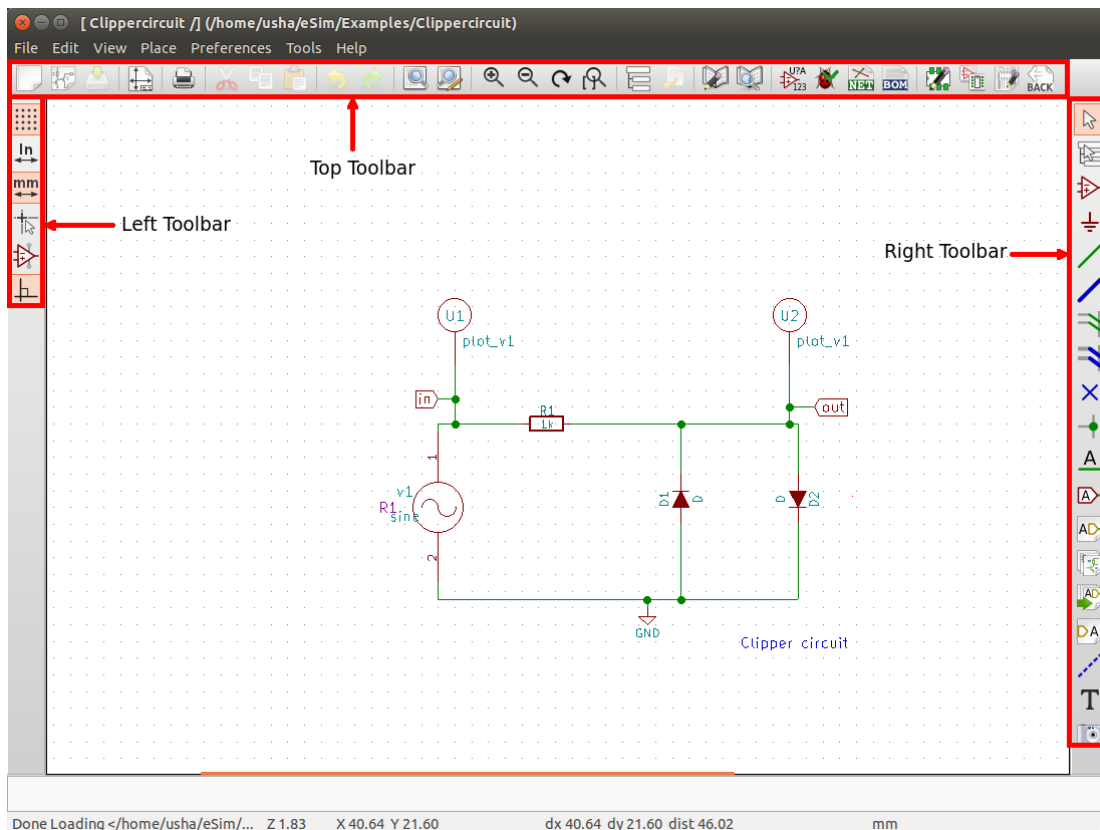 [ Clippercircuit /] (/home/usha/eSim/Examples/Clippercircuit)
File Edit View Place Preferences Tools Help
U?A
123
NET
BOM
BACK
In
mm
Top Toolbar
Left Toolbar
Right Toolbar
U1
U2
plot_v1
plot_v1
in
R1
1k
out
1
v1
R1
sine
D1
D
D
D2
2
GND
Clipper circuit
A
A
AD
AD
DA
T
Done Loading </home/usha/eSim/... Z 1.83 X 40.64 Y 21.60 dx 40.64 dy 21.60 dist 46.02 mm